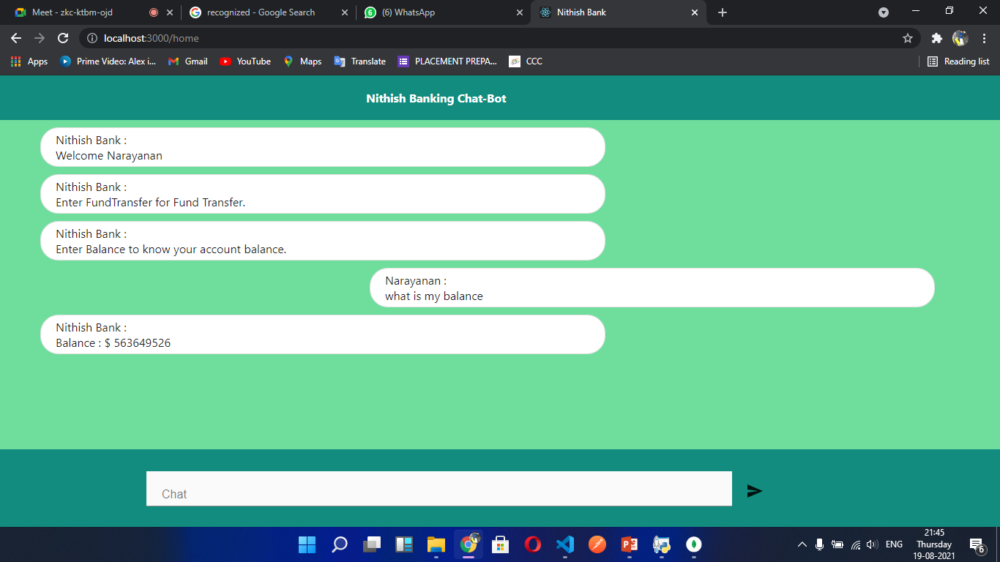 Meet - zkc-ktbm-ojd
recognized - Google Search
6
(6) WhatsApp
Nithish Bank
localhost:3000/home
Apps
Prime Video: Alex i...
Gmail
YouTube
Maps
Translate
PLACEMENT PREPA...
CCC
Reading list
Nithish Banking Chat-Bot
Nithish Bank :
Welcome Narayanan
Nithish Bank :
Enter FundTransfer for Fund Transfer.
Nithish Bank :
Enter Balance to know your account balance.
Narayanan :
what is my balance
Nithish Bank :
Balance : $ 563649526
Chat
ENG
21:45
Thursday
19-08-2021
6